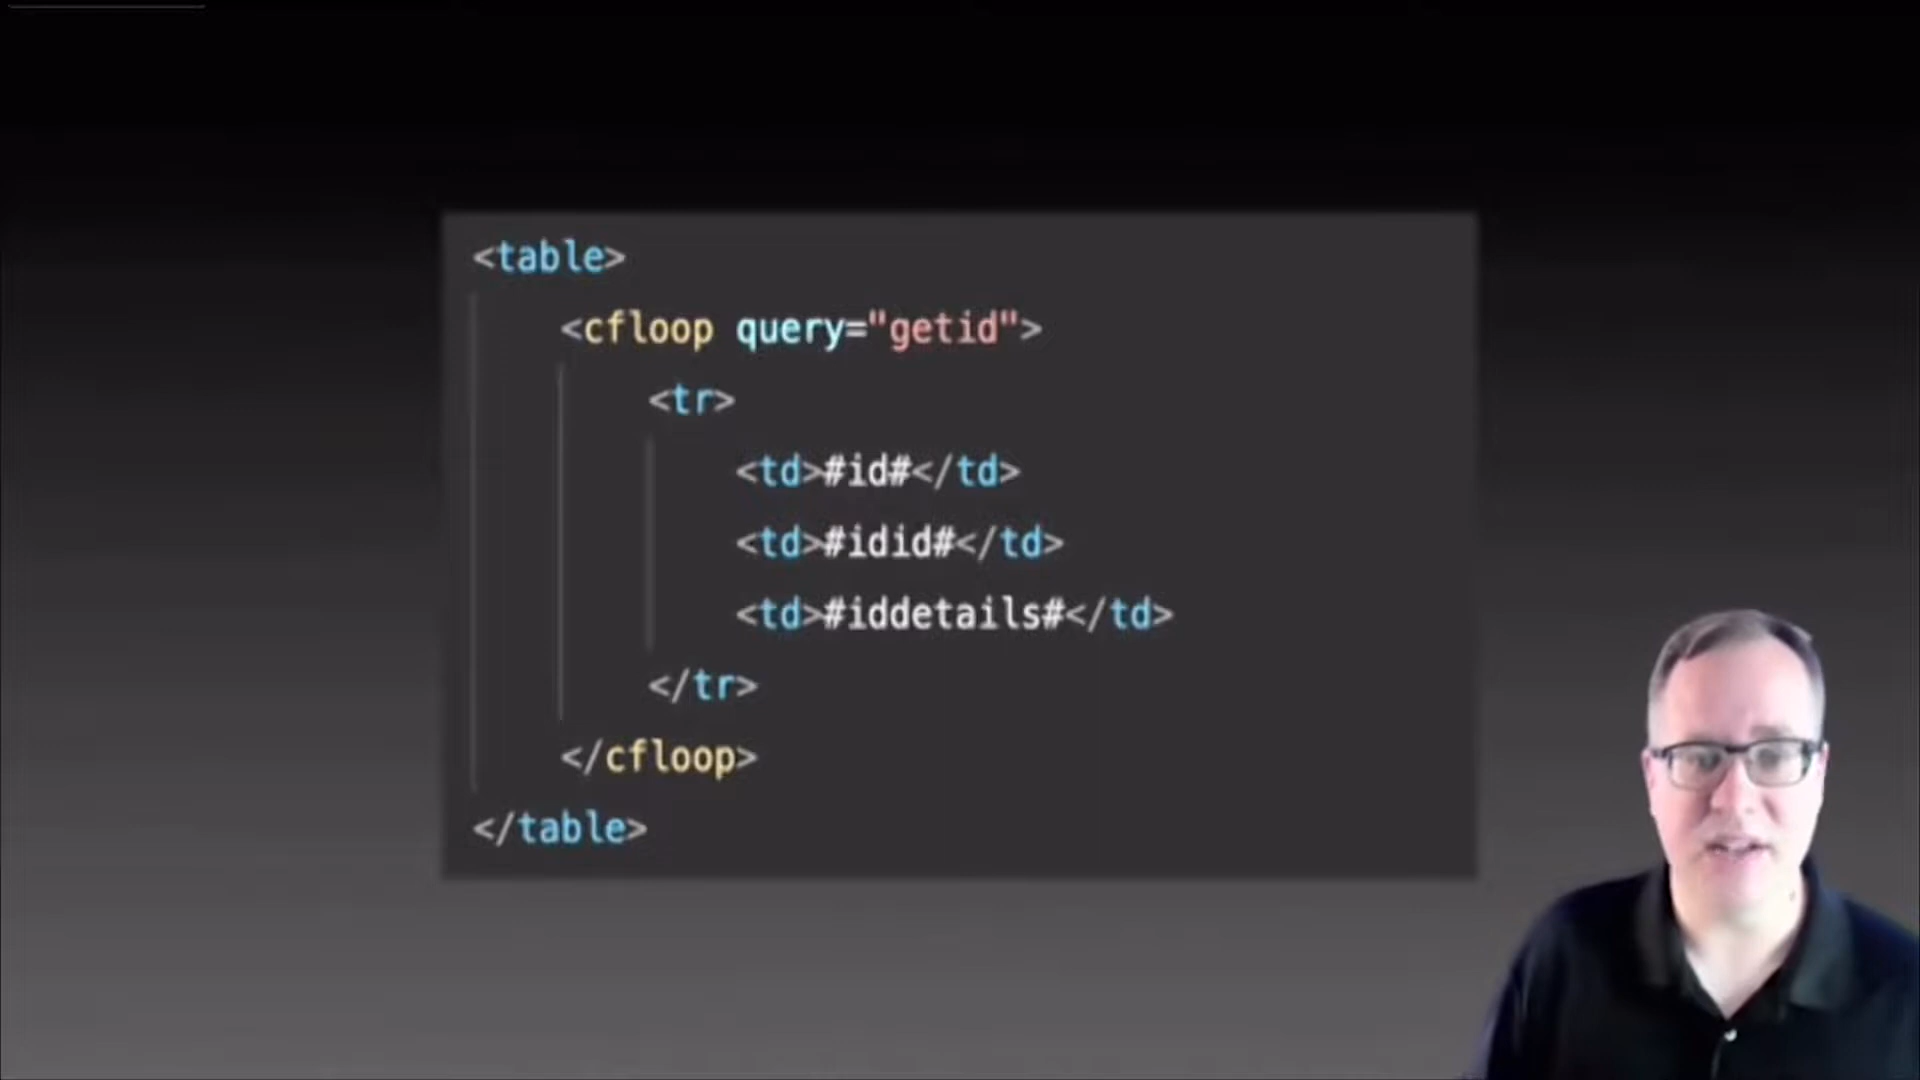 <table>
<cfloop query="getid">
<tr>
<td>#id#</td>
<td>#idid#</td>
<td>#iddetails#</td>
</tr>
</cfloop>
</table>